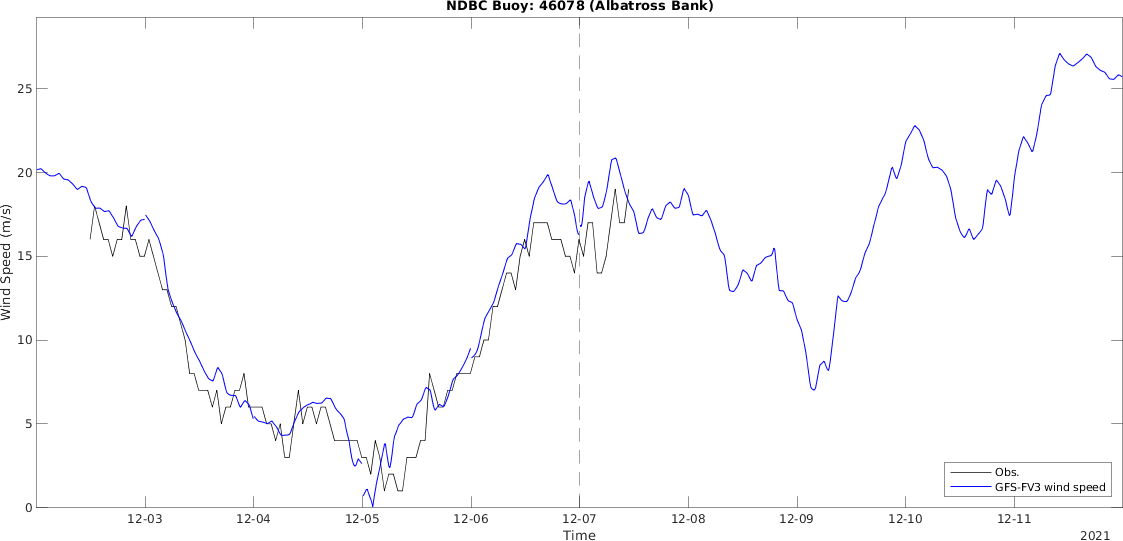 NDBC Buoy: 46078 (Albatross Bank)
Wind Speed (m/s)
25
20
15
10
5
0
12-03 12-04 12-05 12-06 12-07 12-08 12-09 12-10 12-11
Time
2021
Obs.
GFS-FV3 wind speed